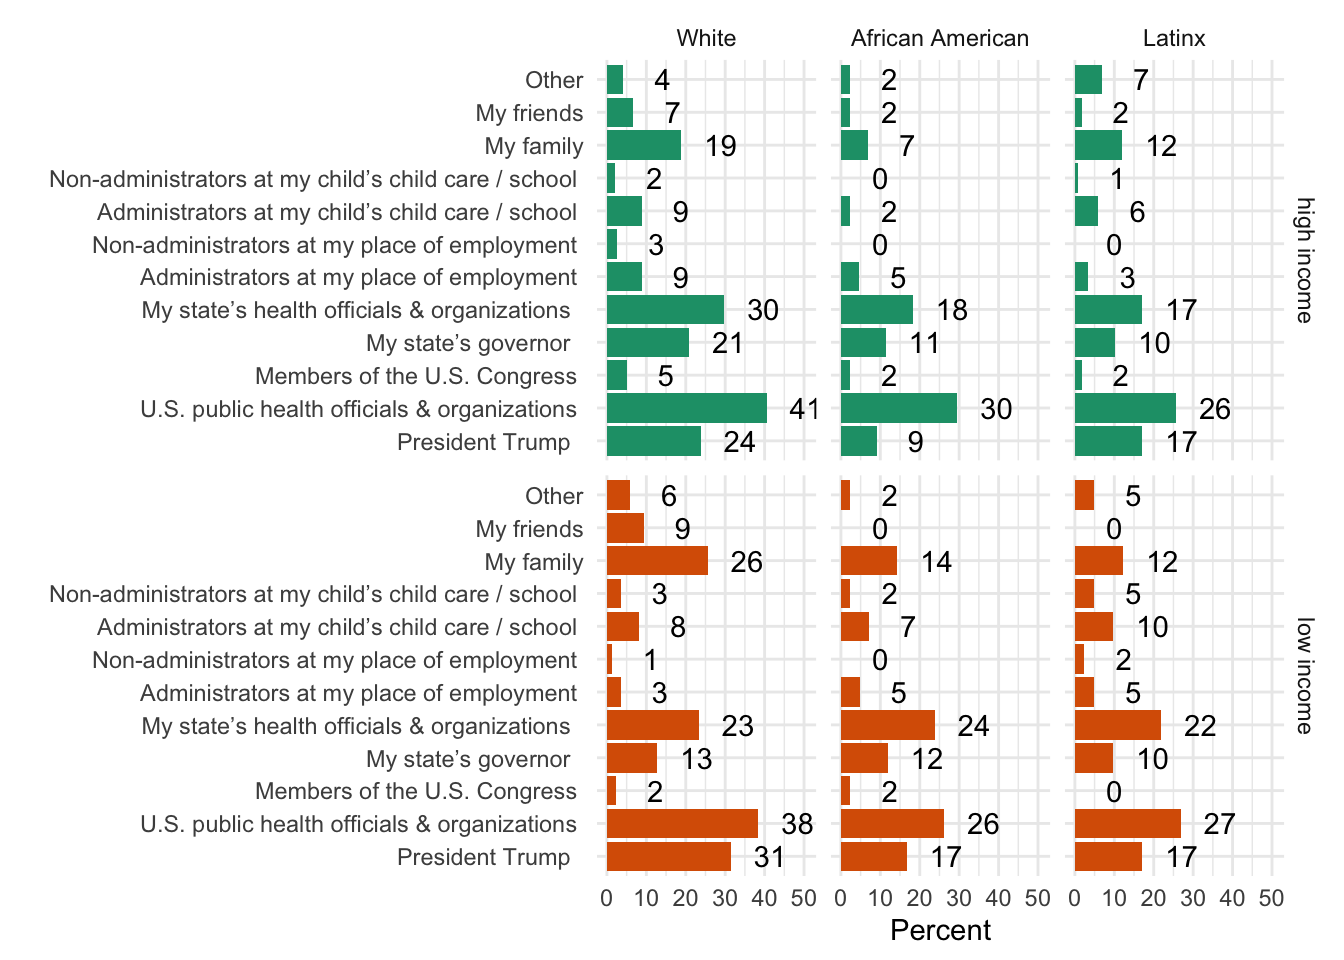 White African American Latinx
Other 4 2 7
My friends 7 2 2
My family 19 7 12
Non-administrators at my child’s child care / school 2 0 1
Administrators at my child’s child care / school 9 2 6
Non-administrators at my place of employment 3 0 0
Administrators at my place of employment 9 5 3
My state’s health officials & organizations 30 18 17
My state’s governor 21 11 10
Members of the U.S. Congress 5 2 2
U.S. public health officials & organizations 41 30 26
President Trump 24 9 17
high income
Other 6 2 5
My friends 9 0 0
My family 26 14 12
Non-administrators at my child’s child care / school 3 2 5
Administrators at my child’s child care / school 8 7 10
Non-administrators at my place of employment 1 0 2
Administrators at my place of employment 3 5 5
My state’s health officials & organizations 23 24 22
My state’s governor 13 12 10
Members of the U.S. Congress 2 2 0
U.S. public health officials & organizations 38 26 27
President Trump 31 17 17
low income
0 10 20 30 40 50 0 10 20 30 40 50 0 10 20 30 40 50
Percent